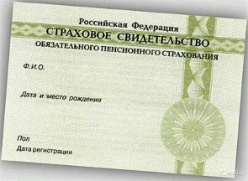 Российская Федерация
СТРАХОВОЕ СВИДЕТЕЛЬСТВО
ОБЯЗАТЕЛЬНОГО ПЕНСИОННОГО СТРАХОВАНИЯ
Ф.И.О.
Дата и место рождения
Пол
Дата регистрации